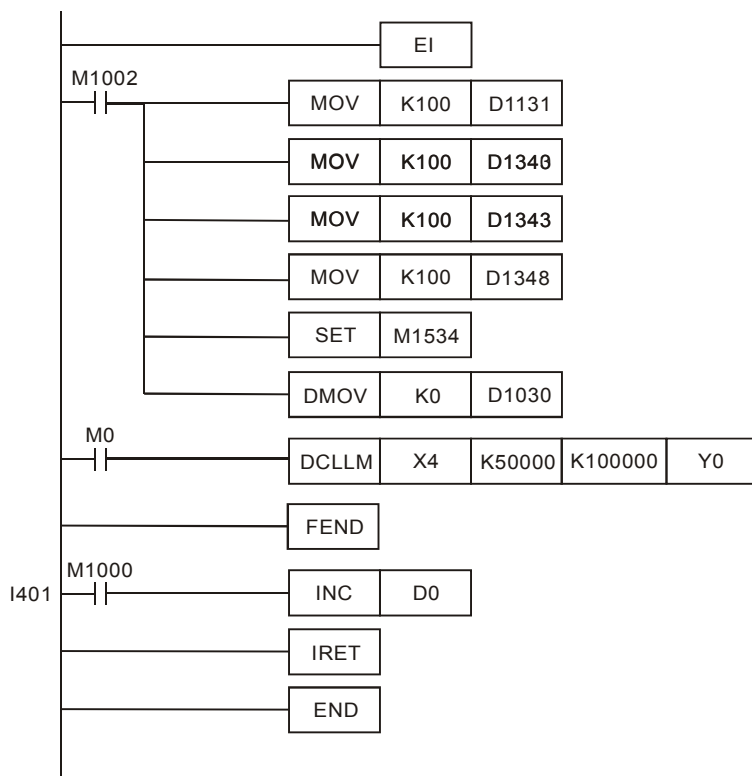 EI
M1002
MOV K100 D1131
MOV K100 D1340
MOV K100 D1343
MOV K100 D1348
SET M1534
DMOV K0 D1030
M0
DCLLM X4 K50000 K100000 Y0
FEND
M1000
I401 INC D0
IRET
END